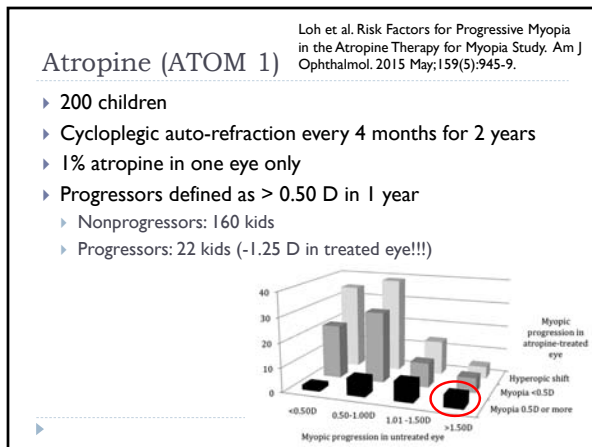 Atropine (ATOM 1)
Loh et al. Risk Factors for Progressive Myopia
in the Atropine Therapy for Myopia Study. Am J
Ophthalmol. 2015 May;159(5):945-9.
200 children
Cycloplegic auto-refraction every 4 months for 2 years
1% atropine in one eye only
Progressors defined as > 0.50 D in 1 year
Nonprogressors: 160 kids
Progressors: 22 kids (-1.25 D in treated eye!!!)
40
30
20
10
0
<0.50D
0.50-1.00D
1.01 -1.50D
>1.50D
Myopic progression in untreated eye
Myopic
progression in
atropine-treated
eye
Hyperopic shift
Myopia <0.5D
Myopia 0.5D or more